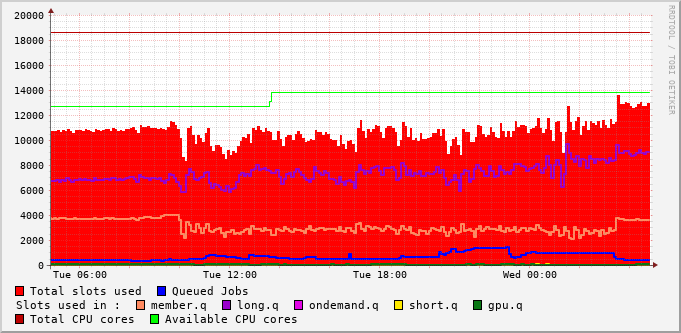 20000
18000
16000
14000
12000
10000
8000
6000
4000
2000
0
Tue 06:00 Tue 12:00 Tue 18:00 Wed 00:00
Total slots used Queued Jobs
Slots used in : member.q long.q ondemand.q short.q gpu.q
Total CPU cores Available CPU cores
RRDTOOL / TOBI OETIKER